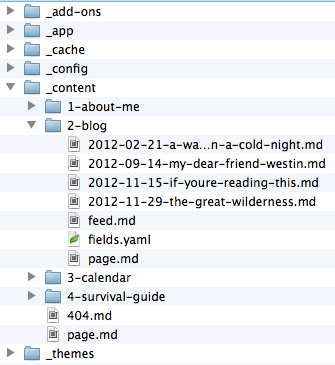 _add-ons
_app
_cache
_config
_content
1-about-me
2-blog
2012-02-21-a-wa...n-a-cold-night.md
2012-09-14-my-dear-friend-westin.md
2012-11-15-if-youre-reading-this.md
2012-11-29-the-great-wilderness.md
feed.md
fields.yaml
page.md
3-calendar
4-survival-guide
404.md
page.md
_themes